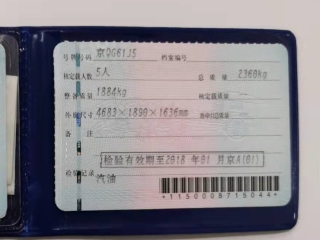 号牌号码 京QG61J5 档案编号
核定载人数 5人 总质量 2360kg
整备质量 1884kg 核定载质量 --
外廓尺寸 4683×1890×1636mm 准牵引总质量 --
备注 ---
检验有效期至2018年01月京A(01)
检验记录 汽油
*1150008715044*